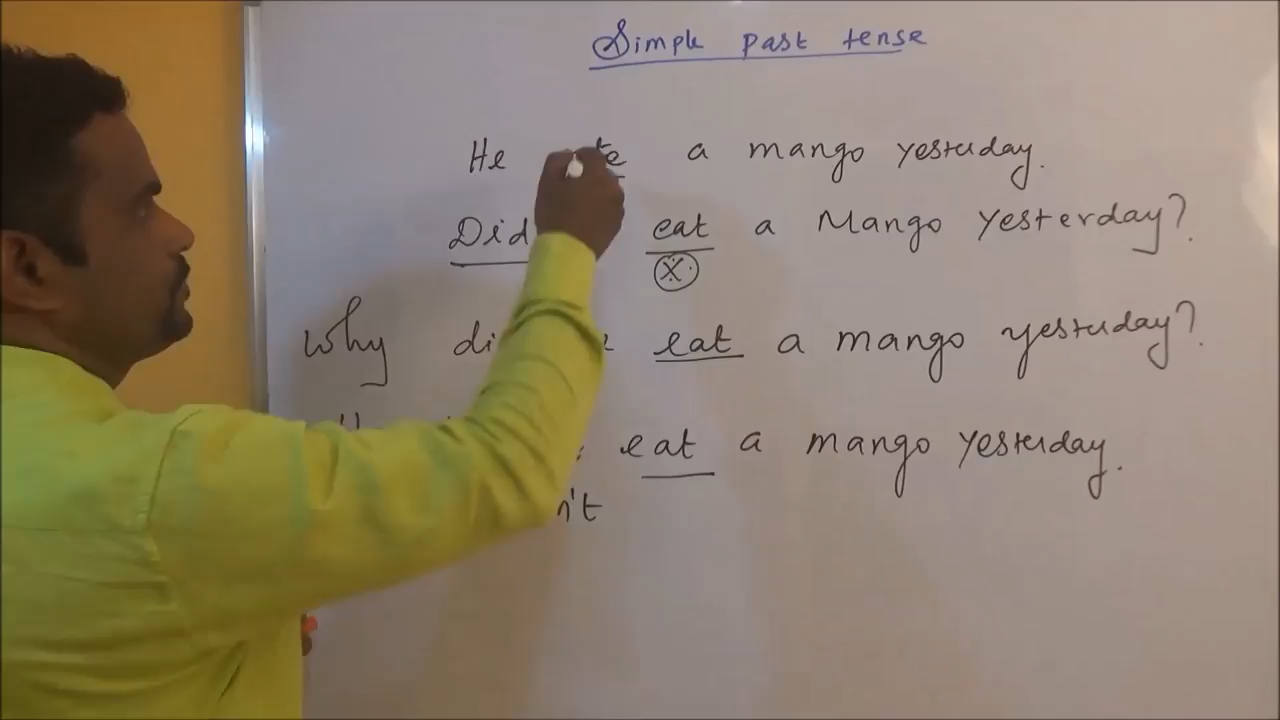 Simple past tense
He a mango yesterday.
Did eat a Mango Yesterday?
X
Why eat a mango yesterday?
eat a mango yesterday.